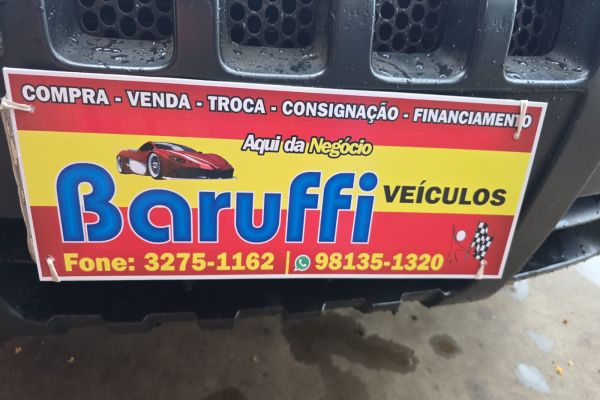 COMPRA - VENDA - TROCA - CONSIGNAÇÃO - FINANCIAMENTO
Aqui da Negócio
Baruffi VEÍCULOS
Fone: 3275-1162 | 98135-1320